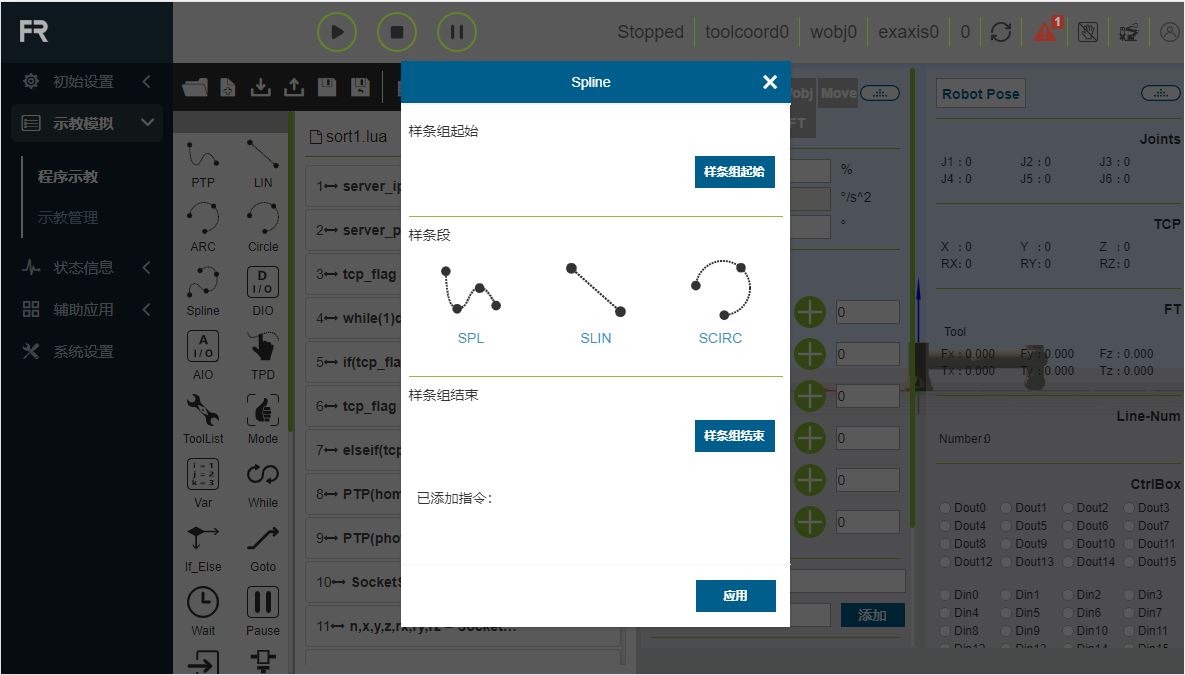 FR
Stopped
toolcoord0
wobj0
exaxis0
0
1
初始设置
示教模拟
程序示教
示教管理
状态信息
辅助应用
系统设置
PTP
LIN
ARC
Circle
Spline
D
I/O
DIO
A
I/O
AIO
TPD
ToolList
Mode
i = 1
j = 2
k = 3
Var
While
If_Else
Goto
Wait
Pause
sort1.lua
1 server_ip
2 server_p
3 tcp_flag
4 while(1)
5 if(tcp_fla
6 tcp_flag
7 elseif(tcp
8 PTP(hom
9 PTP(pho
10 Socket
11 n,x,y,z,rx,ry,rz = Socket...
Spline
样条组起始
样条组起始
样条段
SPL
SLIN
SCIRC
样条组结束
样条组结束
已添加指令:
应用
obj
Move
FT
%
°/s^2
°
0
0
0
0
0
0
添加
Robot Pose
Joints
J1 : 0 J2 : 0 J3 : 0
J4 : 0 J5 : 0 J6 : 0
TCP
X : 0 Y : 0 Z : 0
RX: 0 RY: 0 RZ: 0
FT
Tool
Fx : 0.000 Fy : 0.000 Fz : 0.000
Tx : 0.000 Ty : 0.000 Tz : 0.000
Line-Num
Number:0
CtrlBox
Dout0 Dout1 Dout2 Dout3
Dout4 Dout5 Dout6 Dout7
Dout8 Dout9 Dout10 Dout11
Dout12 Dout13 Dout14 Dout15
Din0 Din1 Din2 Din3
Din4 Din5 Din6 Din7
Din8 Din9 Din10 Din11
Din12 Din13 Din14 Din15